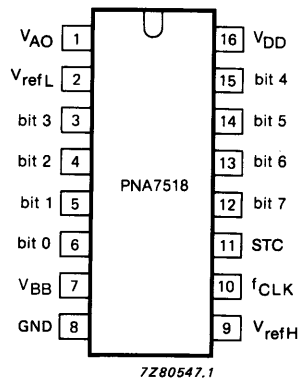 V_AO 1 16 V_DD
V_refL 2 15 bit 4
bit 3 3 14 bit 5
bit 2 4 13 bit 6
PNA7518
bit 1 5 12 bit 7
bit 0 6 11 STC
V_BB 7 10 f_CLK
GND 8 9 V_refH
7Z80547.1